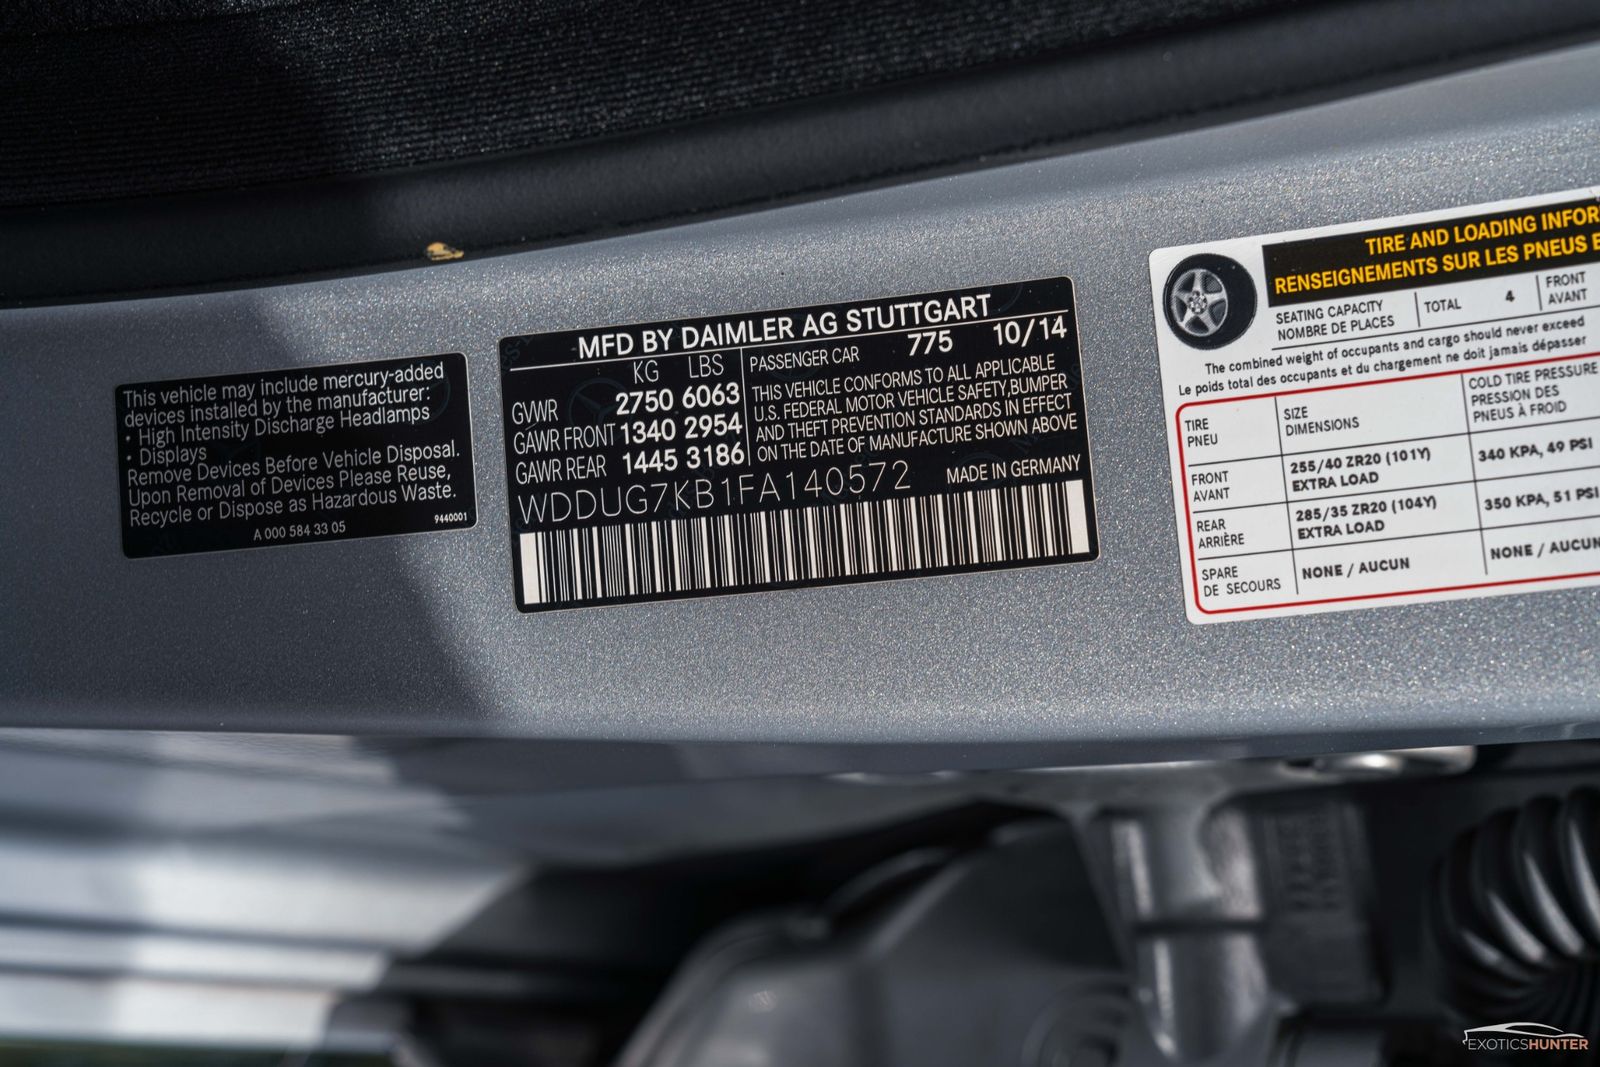 This vehicle may include mercury-added
devices installed by the manufacturer:
• High Intensity Discharge Headlamps
• Displays
Remove Devices Before Vehicle Disposal.
Upon Removal of Devices Please Reuse,
Recycle or Dispose as Hazardous Waste.
A 000 584 33 05
9440001
MFD BY DAIMLER AG STUTTGART
KG LBS
GVWR 2750 6063
GAWR FRONT 1340 2954
GAWR REAR 1445 3186
PASSENGER CAR 775 10/14
THIS VEHICLE CONFORMS TO ALL APPLICABLE
U.S. FEDERAL MOTOR VEHICLE SAFETY,BUMPER
AND THEFT PREVENTION STANDARDS IN EFFECT
ON THE DATE OF MANUFACTURE SHOWN ABOVE
WDDUG7KB1FA140572 MADE IN GERMANY
TIRE AND LOADING INFOR
RENSEIGNEMENTS SUR LES PNEUS E
SEATING CAPACITY
NOMBRE DE PLACES
TOTAL 4
FRONT
AVANT
The combined weight of occupants and cargo should never exceed
Le poids total des occupants et du chargement ne doit jamais dépasser
TIRE
PNEU
SIZE
DIMENSIONS
COLD TIRE PRESSURE
PRESSION DES
PNEUS À FROID
FRONT
AVANT
255/40 ZR20 (101Y)
EXTRA LOAD
340 KPA, 49 PSI
REAR
ARRIÈRE
285/35 ZR20 (104Y)
EXTRA LOAD
350 KPA, 51 PSI
SPARE
DE SECOURS
NONE / AUCUN
NONE / AUCUN
EXOTICSHUNTER